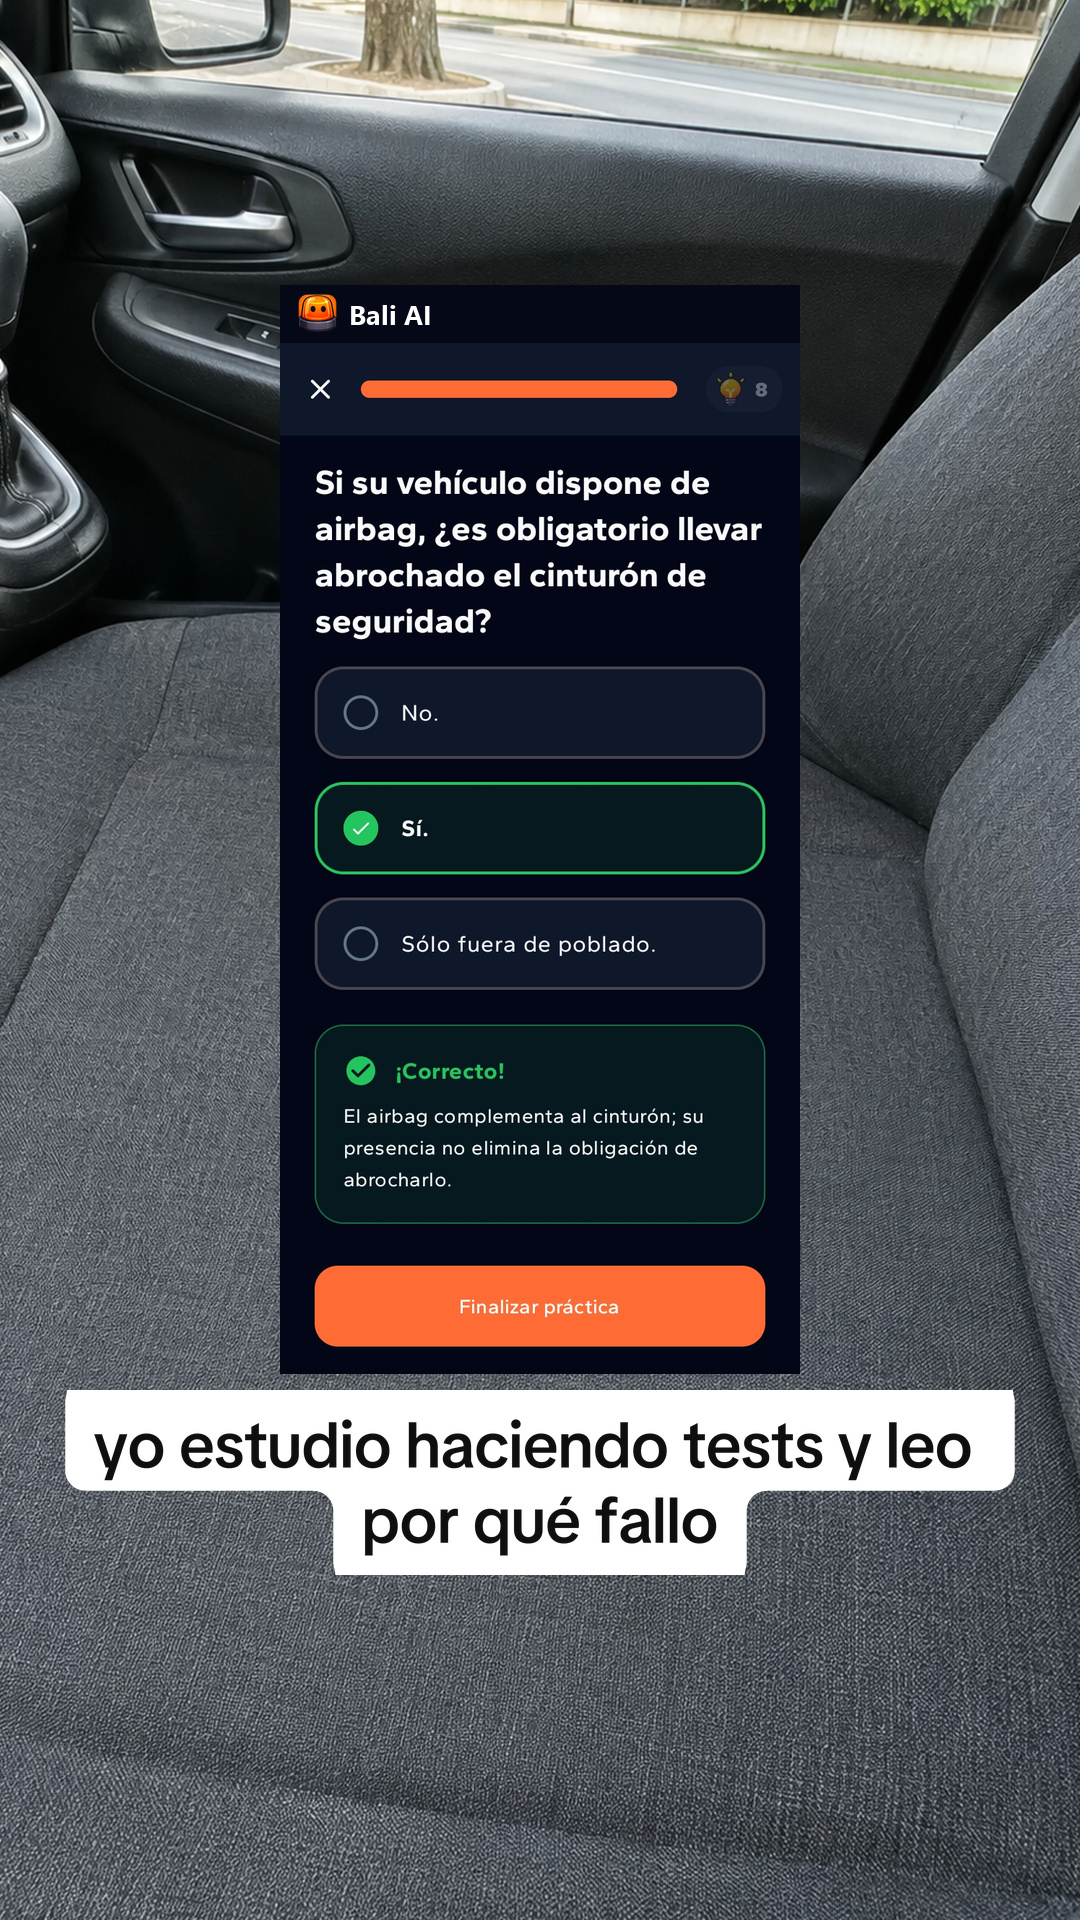 Bali AI
8
Si su vehículo dispone de
airbag, ¿es obligatorio llevar
abrochado el cinturón de
seguridad?
No.
Sí.
Sólo fuera de poblado.
¡Correcto!
El airbag complementa al cinturón; su
presencia no elimina la obligación de
abrocharlo.
Finalizar práctica
yo estudio haciendo tests y leo
por qué fallo